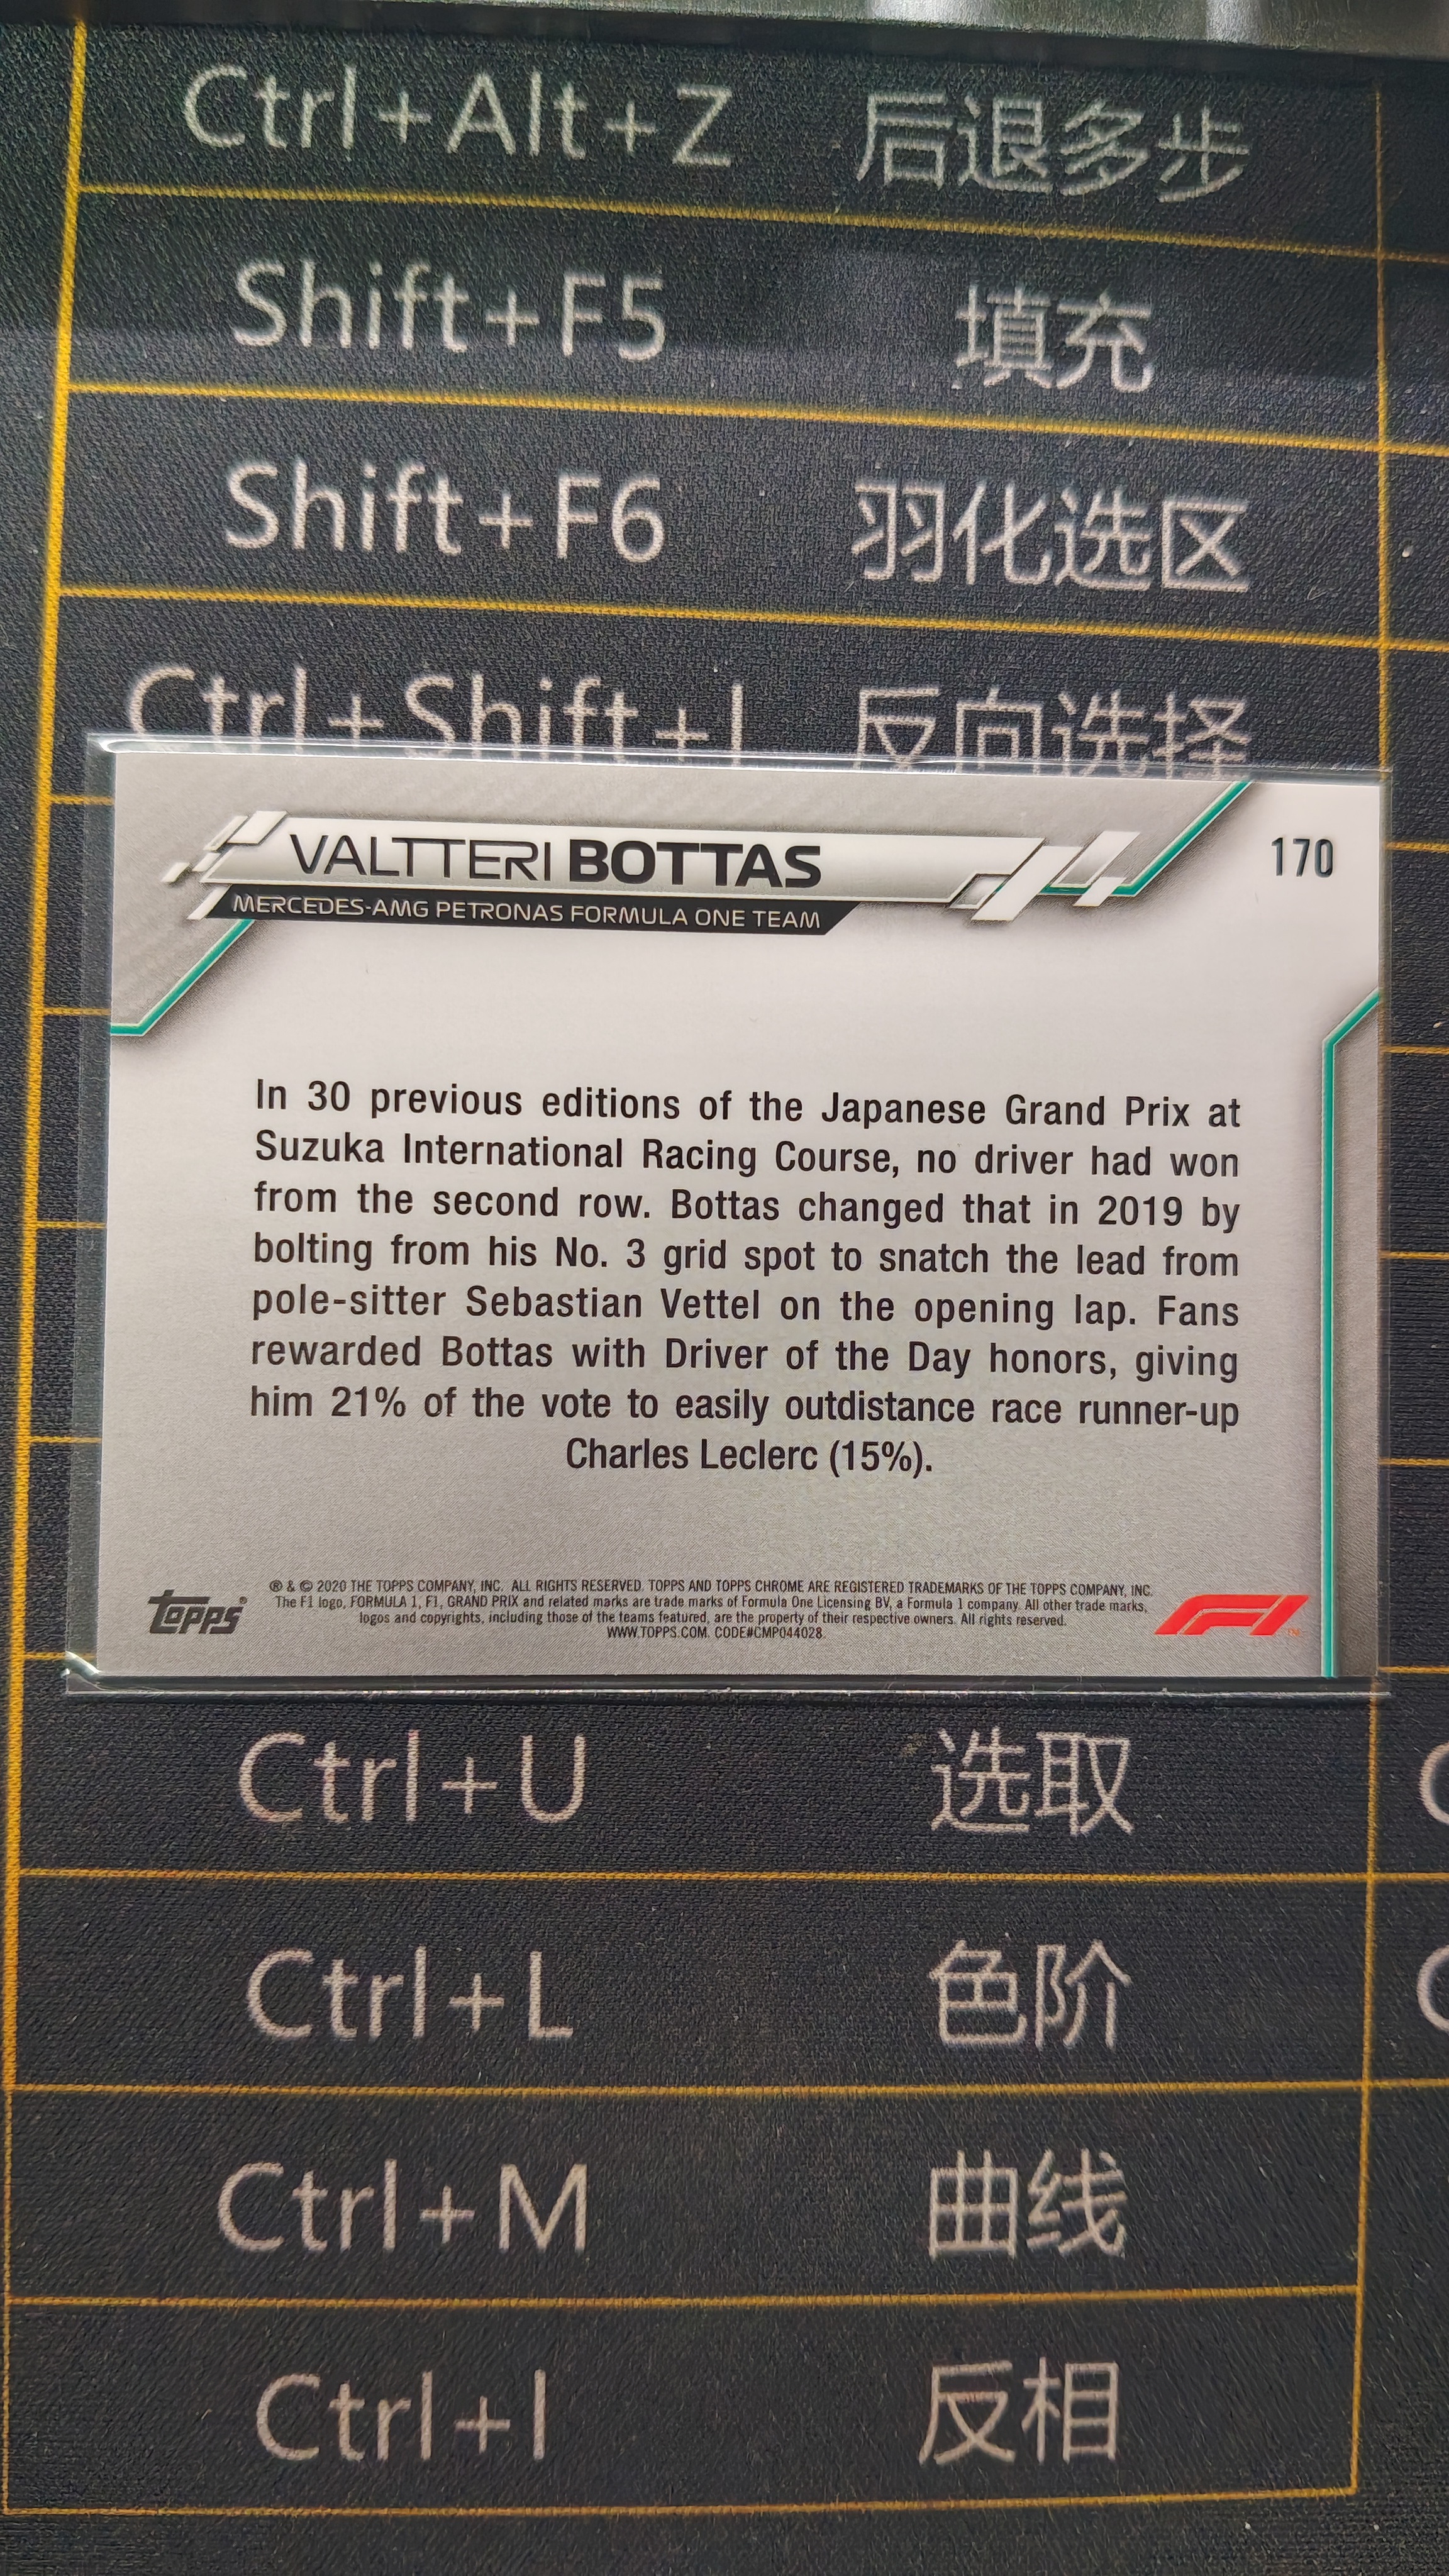 Ctrl+Alt+Z 后退多步
Shift+F5 填充
Shift+F6 羽化选区
Ctrl+Shift+I 反向选择
VALTTERI BOTTAS
170
MERCEDES-AMG PETRONAS FORMULA ONE TEAM
In 30 previous editions of the Japanese Grand Prix at
Suzuka International Racing Course, no driver had won
from the second row. Bottas changed that in 2019 by
bolting from his No. 3 grid spot to snatch the lead from
pole-sitter Sebastian Vettel on the opening lap. Fans
rewarded Bottas with Driver of the Day honors, giving
him 21% of the vote to easily outdistance race runner-up
Charles Leclerc (15%).
Topps
® & © 2020 THE TOPPS COMPANY, INC. ALL RIGHTS RESERVED. TOPPS AND TOPPS CHROME ARE REGISTERED TRADEMARKS OF THE TOPPS COMPANY, INC.
The F1 logo, FORMULA 1, F1, GRAND PRIX and related marks are trade marks of Formula One Licensing BV, a Formula 1 company. All other trade marks,
logos and copyrights, including those of the teams featured, are the property of their respective owners. All rights reserved.
WWW.TOPPS.COM. CODE#CMP044028.
F1
Ctrl+U 选取
Ctrl+L 色阶
Ctrl+M 曲线
Ctrl+I 反相